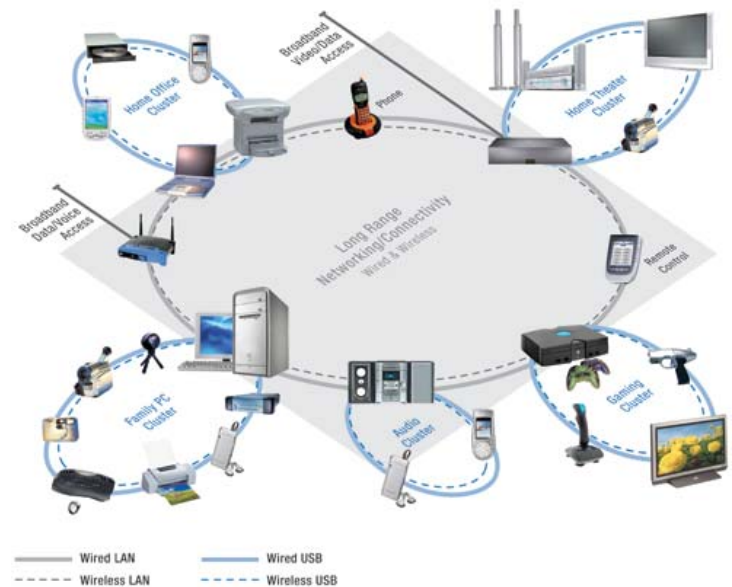 Broadband
Video/Data
Access
Home Office
Cluster
Phone
Home Theater
Cluster
Broadband
Data/Voice
Access
Long Range
Networking/Connectivity
Wired & Wireless
Remote
Control
Family PC
Cluster
Audio
Cluster
Gaming
Cluster
Wired LAN
Wired USB
Wireless LAN
Wireless USB